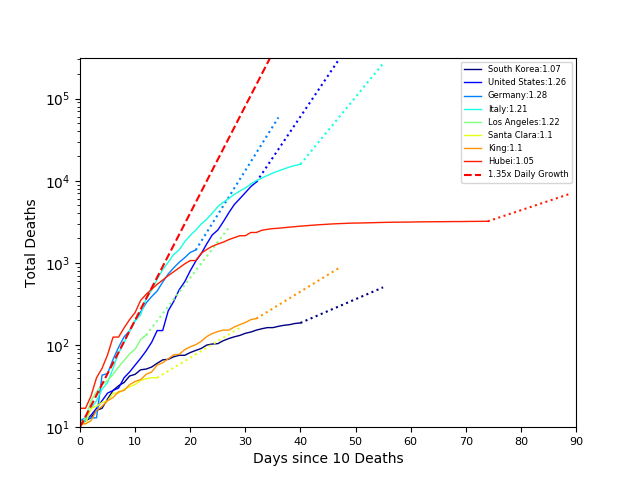 10⁵
10⁴
10³
10²
10¹
Total Deaths
0 10 20 30 40 50 60 70 80 90
Days since 10 Deaths
South Korea:1.07
United States:1.26
Germany:1.28
Italy:1.21
Los Angeles:1.22
Santa Clara:1.1
King:1.1
Hubei:1.05
1.35x Daily Growth